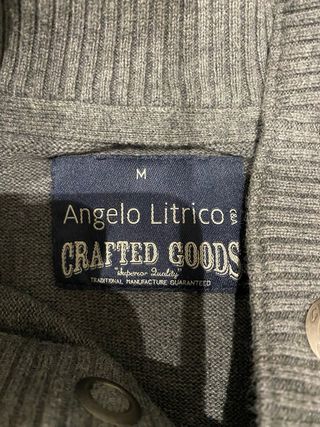 M
Angelo Litrico C&A
CRAFTED GOODS
"Superior Quality"
TRADITIONAL MANUFACTURE GUARANTEED